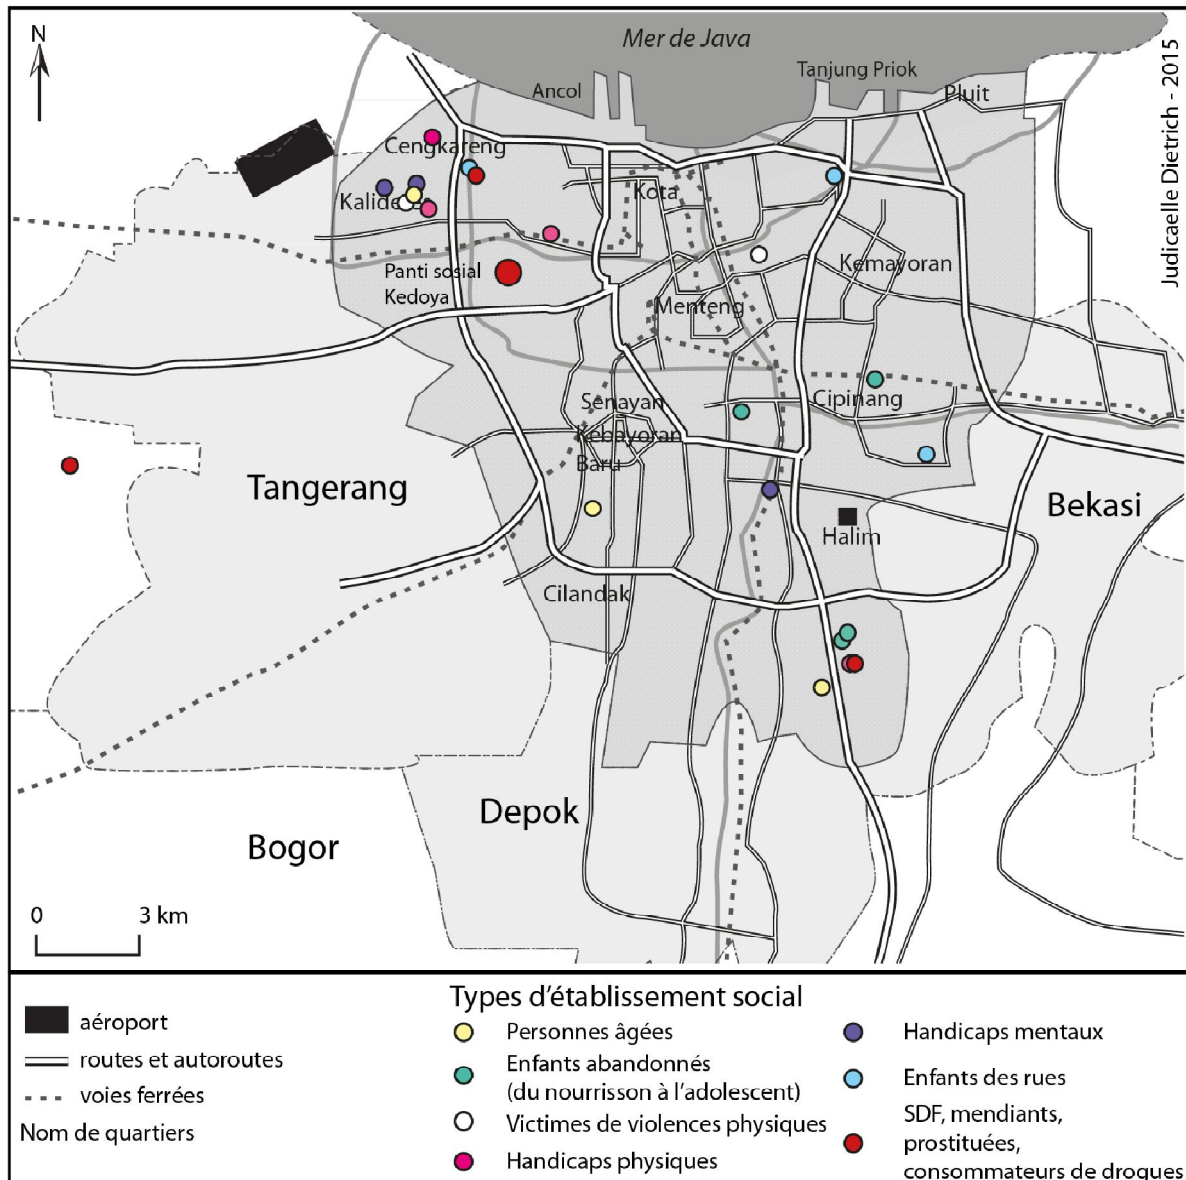 N
Mer de Java
Judicaelle Dietrich - 2015
Tanjung Priok
Ancol
Pluit
Cengkareng
Kota
Kalide
Kemayoran
Panti sosial
Kedoya
Menteng
Senayan
Cipinang
Kebayoran
Baru
Tangerang
Bekasi
Halim
Cilandak
Depok
Bogor
0 3 km
Types d'établissement social
aéroport
routes et autoroutes
voies ferrées
Nom de quartiers
Personnes âgées
Enfants abandonnés
(du nourrisson à l'adolescent)
Victimes de violences physiques
Handicaps physiques
Handicaps mentaux
Enfants des rues
SDF, mendiants,
prostituées,
consommateurs de drogues